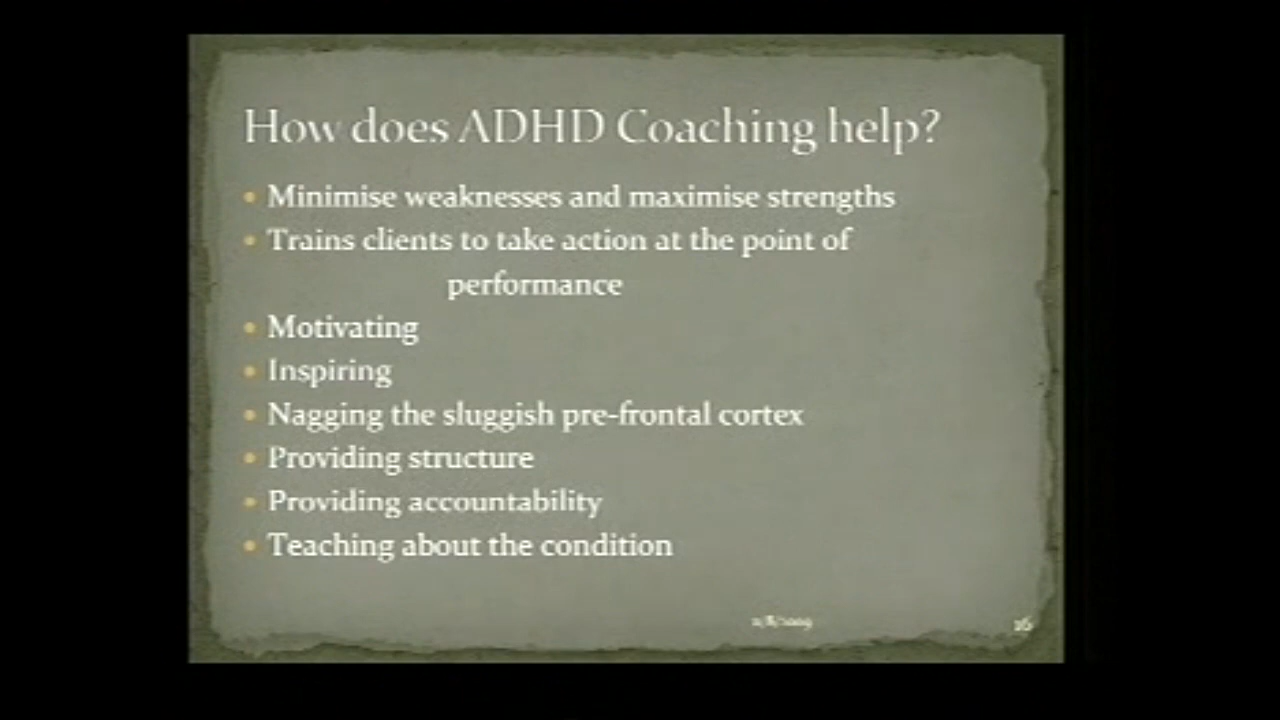 How does ADHD Coaching help?
• Minimise weaknesses and maximise strengths
• Trains clients to take action at the point of
performance
• Motivating
• Inspiring
• Nagging the sluggish pre-frontal cortex
• Providing structure
• Providing accountability
• Teaching about the condition
16